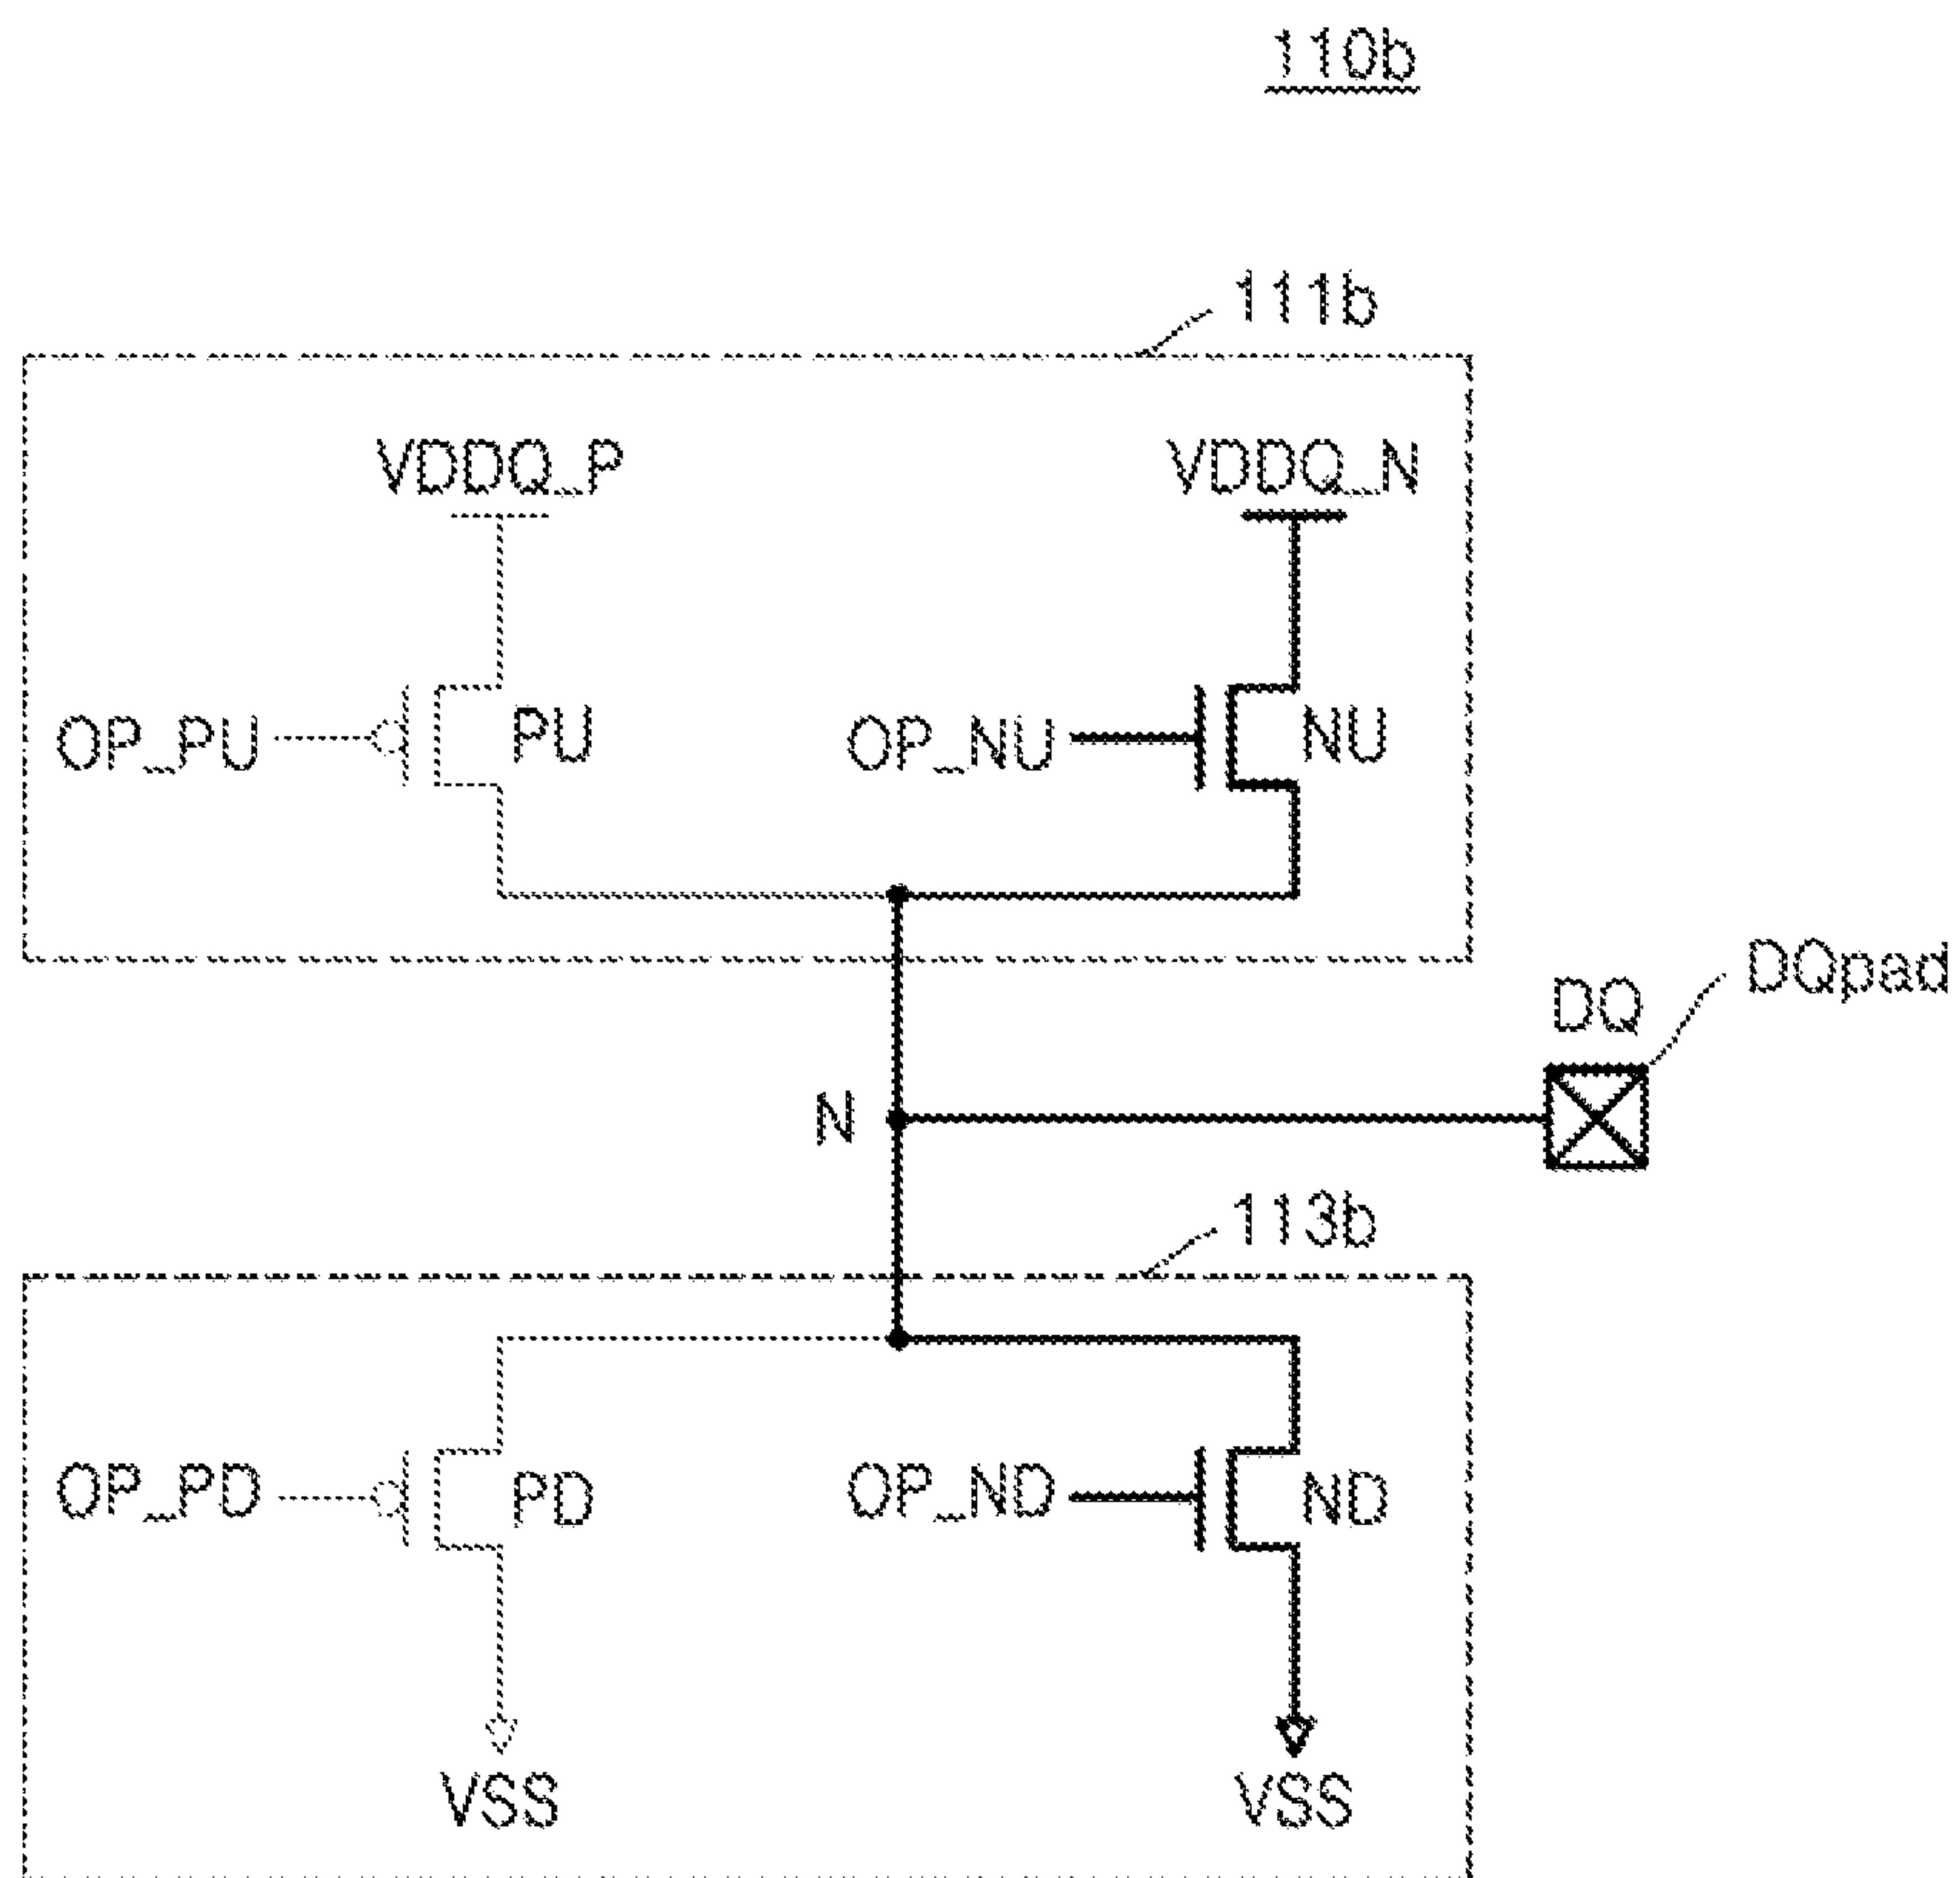 110b
111b
VDDQ_P VDDQ_N
OP_PU PU OP_NU NU
DQ DQpad
N
113b
OP_PD PD OP_ND ND
VSS VSS